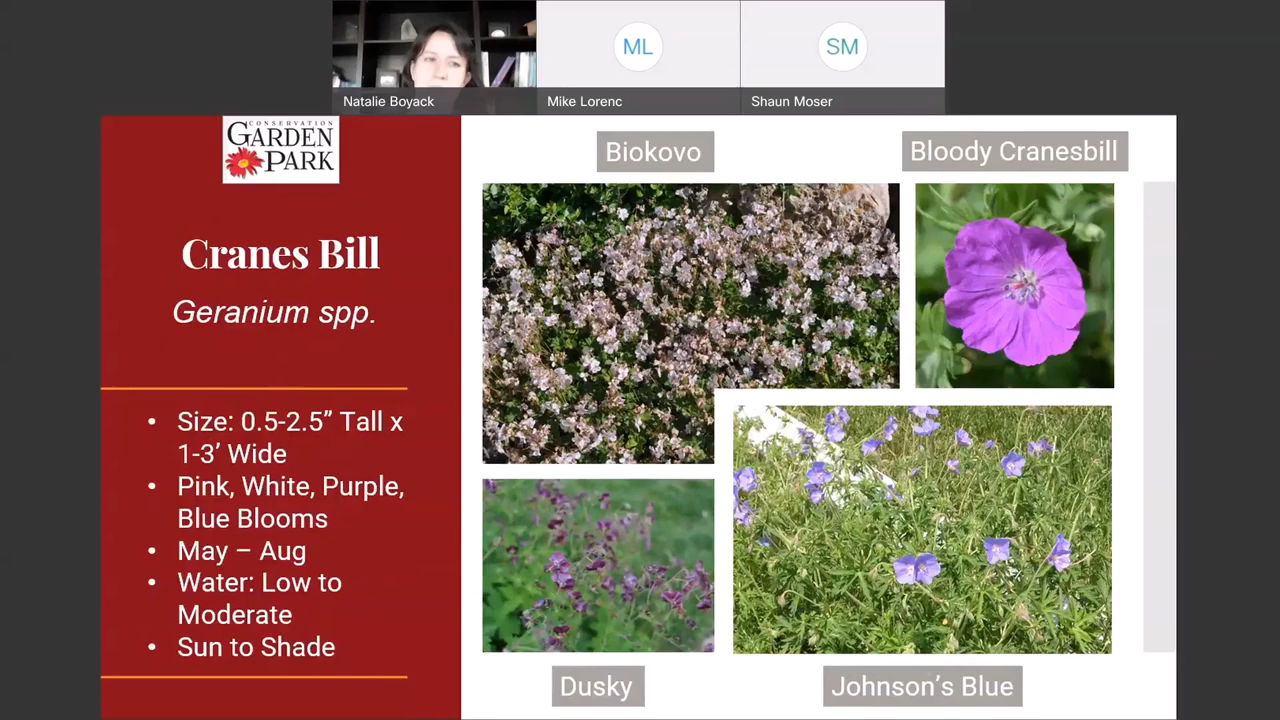 ML
SM
Natalie Boyack
Mike Lorenc
Shaun Moser
CONSERVATION
GARDEN
PARK
Cranes Bill
Geranium spp.
• Size: 0.5-2.5” Tall x
1-3’ Wide
• Pink, White, Purple,
Blue Blooms
• May – Aug
• Water: Low to
Moderate
• Sun to Shade
Biokovo
Bloody Cranesbill
Dusky
Johnson’s Blue